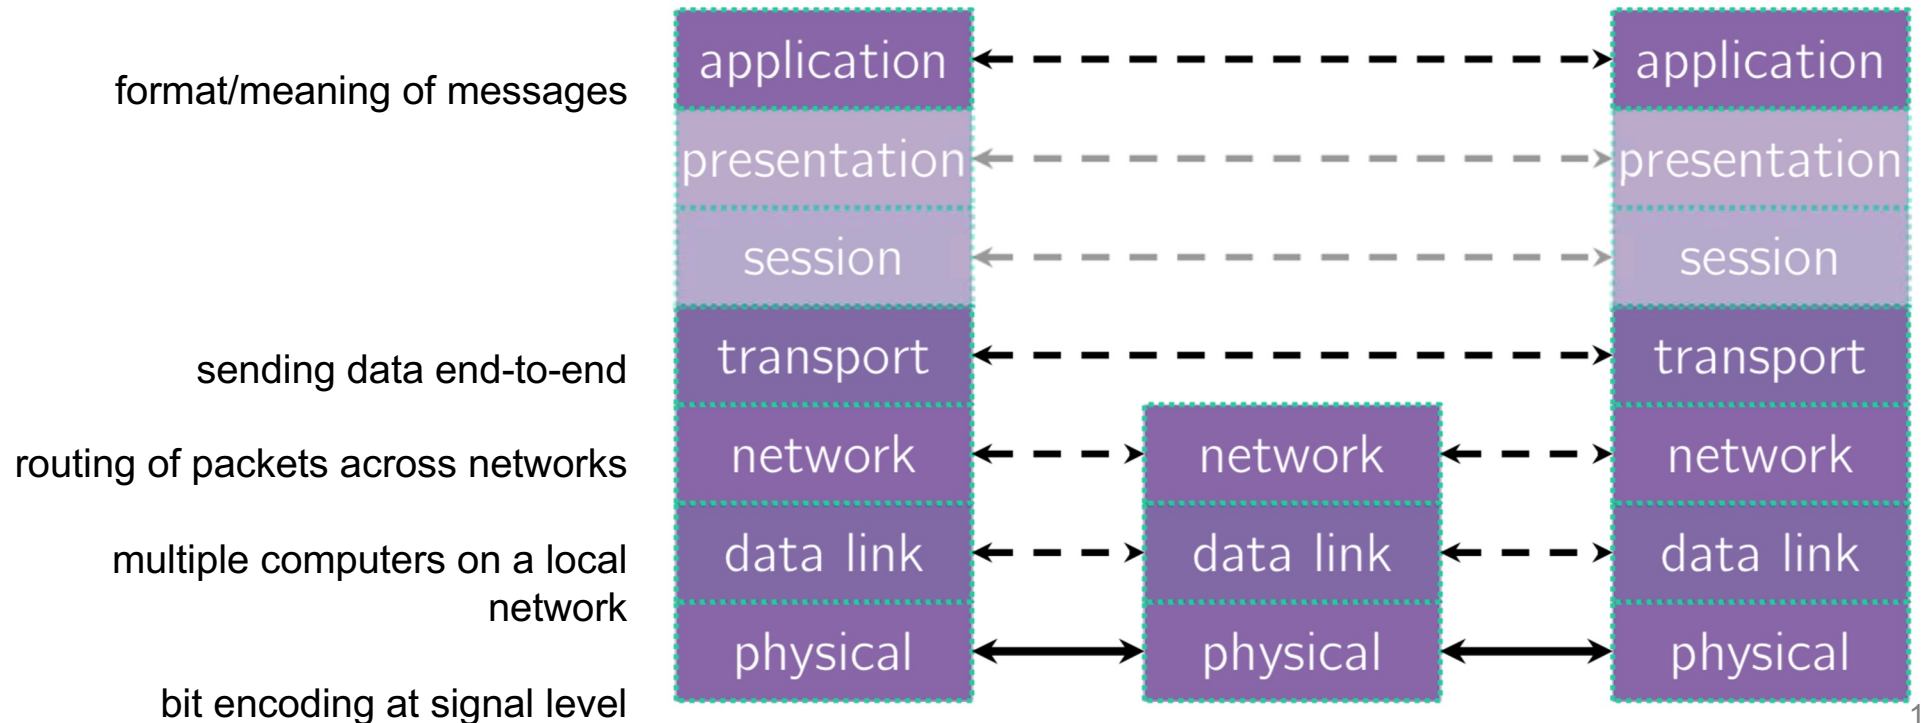 application
application
format/meaning of messages
presentation
presentation
session
session
sending data end-to-end
transport
transport
routing of packets across networks
network
network
network
multiple computers on a local
network
data link
data link
data link
physical
physical
physical
bit encoding at signal level
1